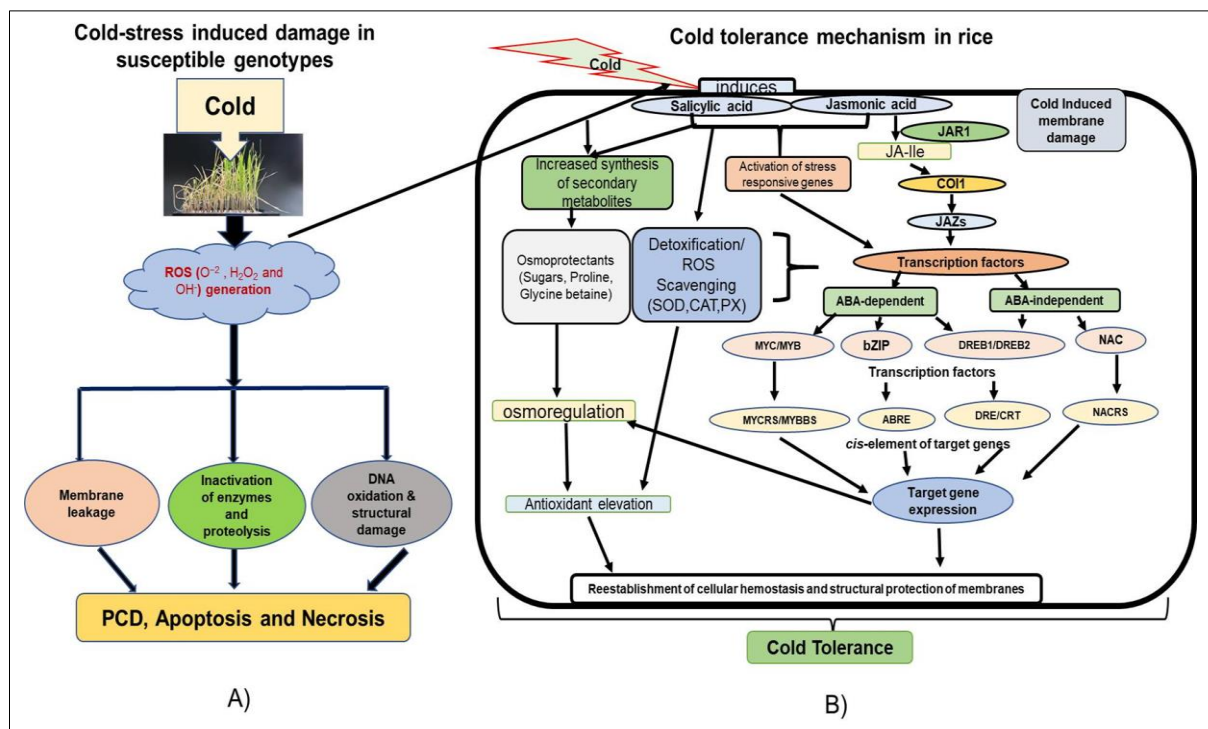 Cold-stress induced damage in
susceptible genotypes
Cold
ROS (O⁻² , H₂O₂ and
OH⁻) generation
Membrane
leakage
Inactivation
of enzymes
and
proteolysis
DNA
oxidation &
structural
damage
PCD, Apoptosis and Necrosis
A)
Cold tolerance mechanism in rice
Cold
induces
Salicylic acid
Jasmonic acid
Cold Induced
membrane
damage
JAR1
JA-Ile
Increased synthesis
of secondary
metabolites
Activation of stress
responsive genes
COI1
JAZs
Osmoprotectants
(Sugars, Proline,
Glycine betaine)
Detoxification/
ROS
Scavenging
(SOD,CAT,PX)
Transcription factors
ABA-dependent
ABA-independent
MYC/MYB
bZIP
DREB1/DREB2
NAC
Transcription factors
osmoregulation
MYCRS/MYBBS
ABRE
DRE/CRT
NACRS
cis-element of target genes
Antioxidant elevation
Target gene
expression
Reestablishment of cellular hemostasis and structural protection of membranes
Cold Tolerance
B)